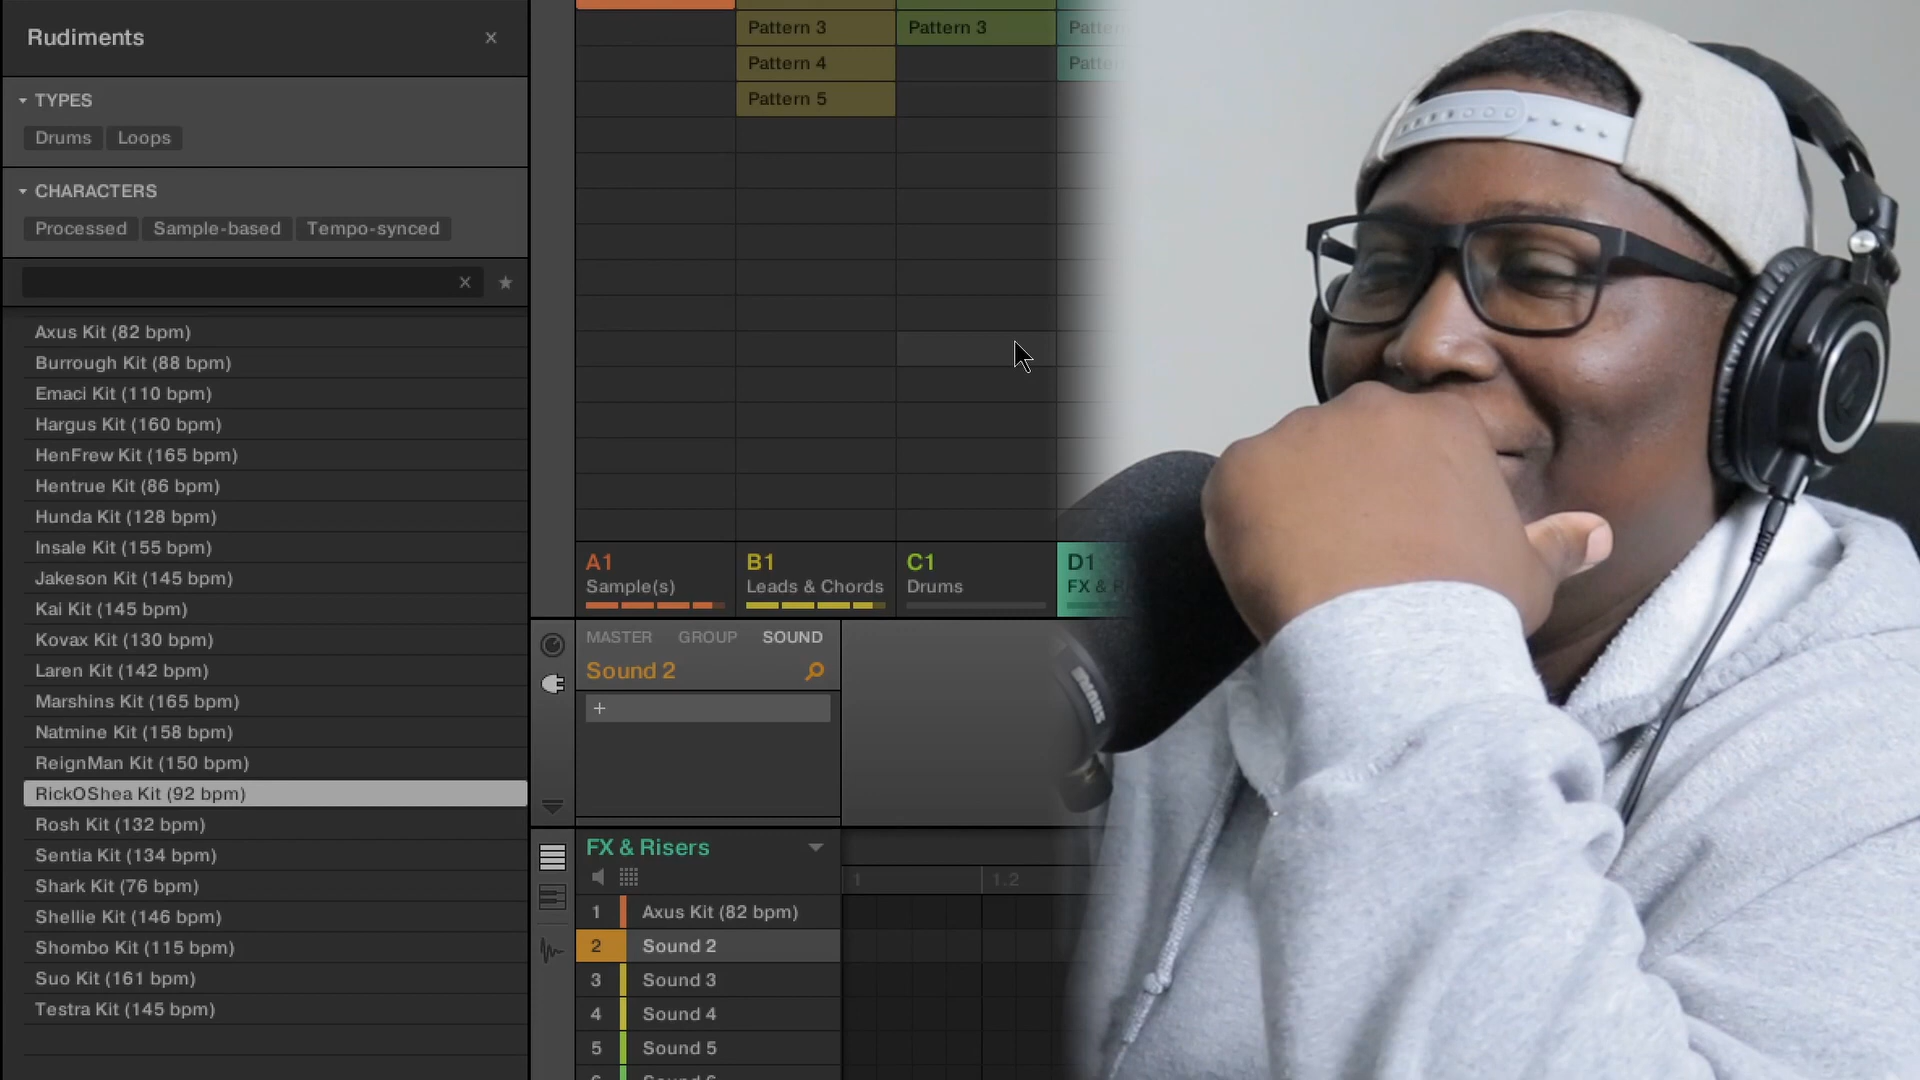 Rudiments
TYPES
Drums Loops
CHARACTERS
Processed Sample-based Tempo-synced
Axus Kit (82 bpm)
Burrough Kit (88 bpm)
Emaci Kit (110 bpm)
Hargus Kit (160 bpm)
HenFrew Kit (165 bpm)
Hentrue Kit (86 bpm)
Hunda Kit (128 bpm)
Insale Kit (155 bpm)
Jakeson Kit (145 bpm)
Kai Kit (145 bpm)
Kovax Kit (130 bpm)
Laren Kit (142 bpm)
Marshins Kit (165 bpm)
Natmine Kit (158 bpm)
ReignMan Kit (150 bpm)
RickOShea Kit (92 bpm)
Rosh Kit (132 bpm)
Sentia Kit (134 bpm)
Shark Kit (76 bpm)
Shellie Kit (146 bpm)
Shombo Kit (115 bpm)
Suo Kit (161 bpm)
Testra Kit (145 bpm)
Pattern 3 Pattern 3
Pattern 4
Pattern 5
A1 B1 C1 D1
Sample(s) Leads & Chords Drums FX &
MASTER GROUP SOUND
Sound 2
+
FX & Risers
1 1.2
1 Axus Kit (82 bpm)
2 Sound 2
3 Sound 3
4 Sound 4
5 Sound 5